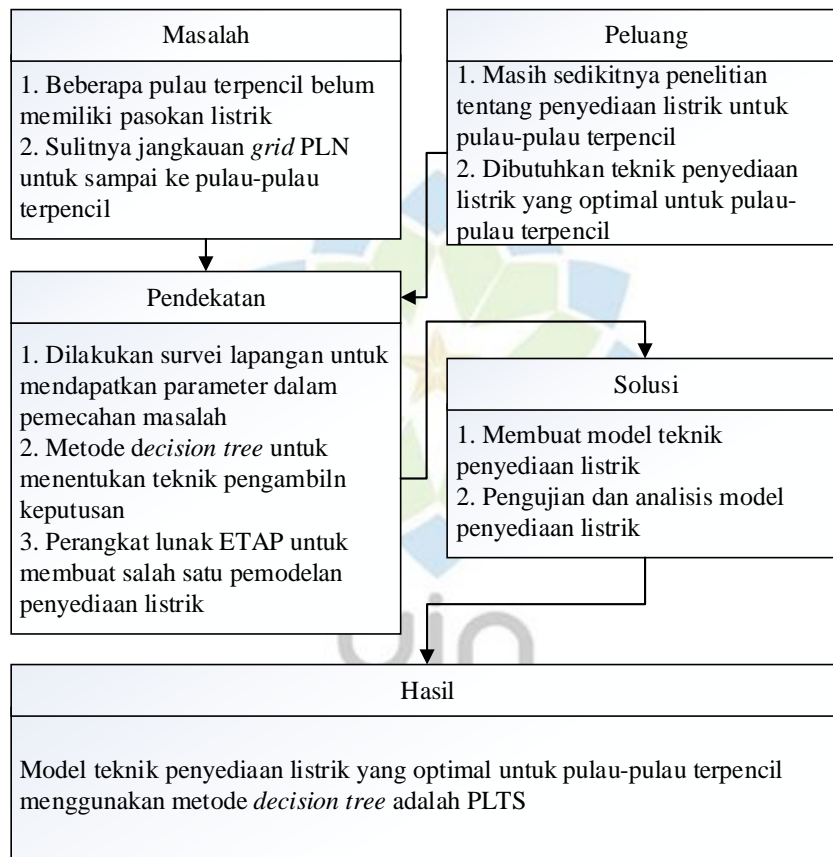 Masalah
1. Beberapa pulau terpencil belum
memiliki pasokan listrik
2. Sulitnya jangkauan grid PLN
untuk sampai ke pulau-pulau
terpencil
Peluang
1. Masih sedikitnya penelitian
tentang penyediaan listrik untuk
pulau-pulau terpencil
2. Dibutuhkan teknik penyediaan
listrik yang optimal untuk pulau-
pulau terpencil
Pendekatan
1. Dilakukan survei lapangan untuk
mendapatkan parameter dalam
pemecahan masalah
2. Metode decision tree untuk
menentukan teknik pengambiln
keputusan
3. Perangkat lunak ETAP untuk
membuat salah satu pemodelan
penyediaan listrik
Solusi
1. Membuat model teknik
penyediaan listrik
2. Pengujian dan analisis model
penyediaan listrik
uin
Hasil
Model teknik penyediaan listrik yang optimal untuk pulau-pulau terpencil
menggunakan metode decision tree adalah PLTS